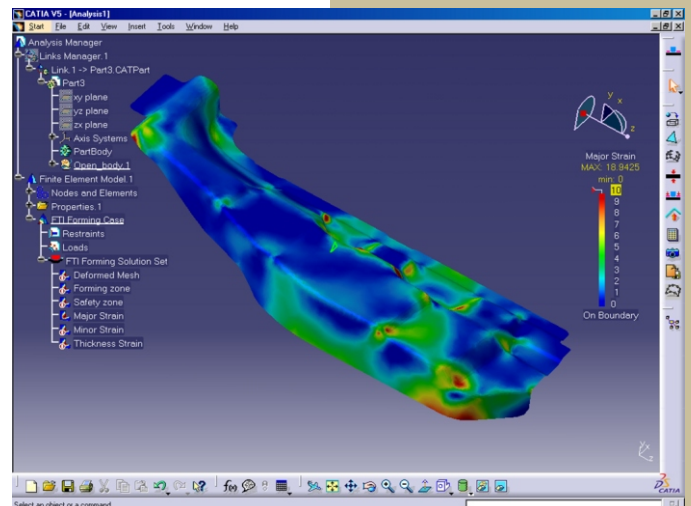 CATIA V5 - [Analysis1]
Start File Edit View Insert Tools Window Help
Analysis Manager
Links Manager.1
Link.1 -> Part3.CATPart
Part3
xy plane
yz plane
zx plane
Axis Systems
PartBody
Open_body.1
Finite Element Model.1
Nodes and Elements
Properties.1
FTI Forming Case
Restraints
Loads
FTI Forming Solution Set
Deformed Mesh
Forming zone
Safety zone
Major Strain
Minor Strain
Thickness Strain
y
x
z
Major Strain
MAX: 18.9425
min: 0
10
9
8
7
6
5
4
3
2
1
0
On Boundary
f(x)
CATIA
Select an object or a command